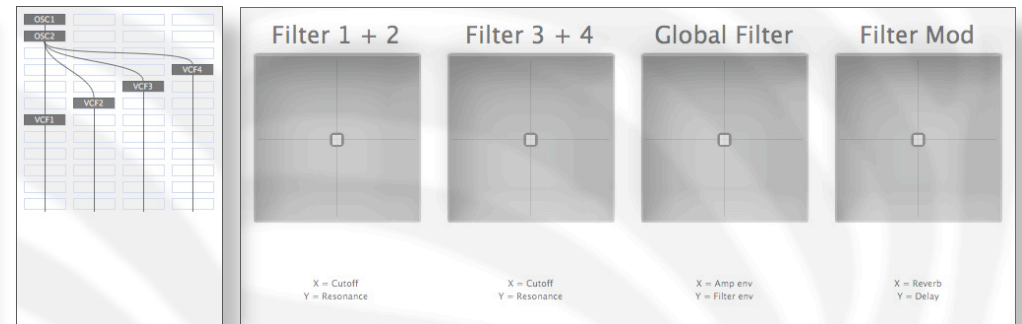 OSC1
OSC2
VCF4
VCF3
VCF2
VCF1
Filter 1 + 2
Filter 3 + 4
Global Filter
Filter Mod
X = Cutoff
Y = Resonance
X = Cutoff
Y = Resonance
X = Amp env
Y = Filter env
X = Reverb
Y = Delay